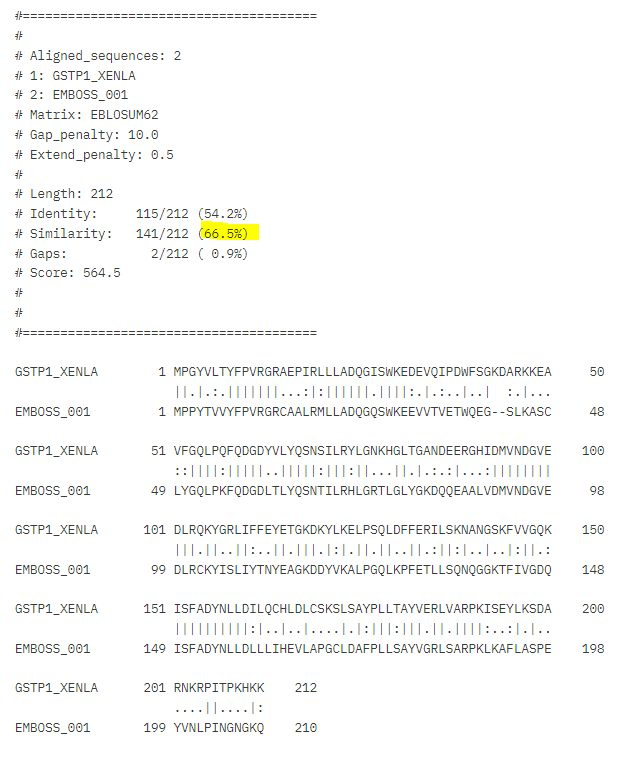 #=======================================
#
# Aligned_sequences: 2
# 1: GSTP1_XENLA
# 2: EMBOSS_001
# Matrix: EBLOSUM62
# Gap_penalty: 10.0
# Extend_penalty: 0.5
#
# Length: 212
# Identity:     115/212 (54.2%)
# Similarity:   141/212 (66.5%)
# Gaps:           2/212 ( 0.9%)
# Score: 564.5
#
#
#=======================================
GSTP1_XENLA        1 MPGYVLTYFPVRGRAEPIRLLLADQGISWKEDEVQIPDWFSGKDARKKEA     50
                     ||.|.:.|||||||...:|:||||||.||||:.|.:..|..|  :.|...
EMBOSS_001         1 MPPYTVVYFPVRGRCAALRMLLADQGQSWKEEVVTVETWQEG--SLKASC     48
GSTP1_XENLA       51 VFGQLPQFQDGDYVLYQSNSILRYLGNKHGLTGANDEERGHIDMVNDGVE    100
                     ::||||:|||||..|||||:|||:||...||.|.:.:|...:||||||||
EMBOSS_001        49 LYGQLPKFQDGDLTLYQSNTILRHLGRTLGLYGKDQQEAALVDMVNDGVE     98
GSTP1_XENLA      101 DLRQKYGRLIFFEYETGKDKYLKELPSQLDFFERILSKNANGSKFVVGQK    150
                     |||.||..||:..||.|||.|:|.||.||..||.:||:|..|..|:||.:
EMBOSS_001        99 DLRCKYISLIYTNYEAGKDDYVKALPGQLKPFETLLSQNQGGKTFIVGDQ    148
GSTP1_XENLA      151 ISFADYNLLDILQCHLDLCSKSLSAYPLLTAYVERLVARPKISEYLKSDA    200
                     ||||||||||:|..|..|....|.|:|||:|||.||.||||:..:|.|..
EMBOSS_001       149 ISFADYNLLDLLLIHEVLAPGCLDAFPLLSAYVGRLSARPKLKAFLASPE    198
GSTP1_XENLA      201 RNKRPITPKHKK    212
                     ....||....|:
EMBOSS_001       199 YVNLPINGNGKQ    210